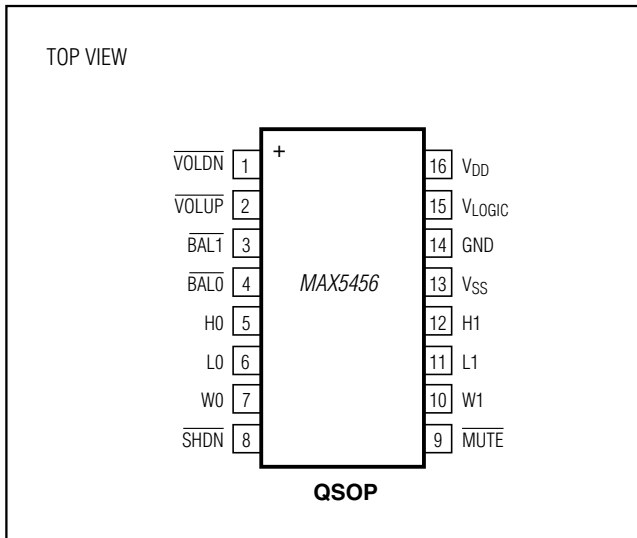 TOP VIEW
+
VOLDN 1
VOLUP 2
BAL1 3
BAL0 4
H0 5
L0 6
W0 7
SHDN 8
MAX5456
16 VDD
15 VLOGIC
14 GND
13 VSS
12 H1
11 L1
10 W1
9 MUTE
QSOP